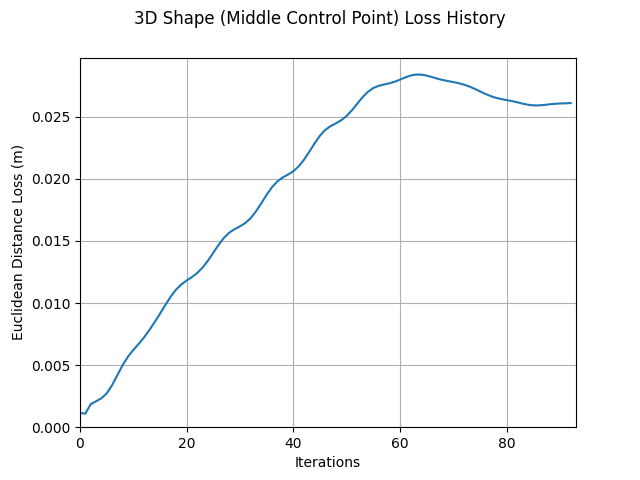 3D Shape (Middle Control Point) Loss History
Euclidean Distance Loss (m)
0.025
0.020
0.015
0.010
0.005
0.000
0 20 40 60 80
Iterations